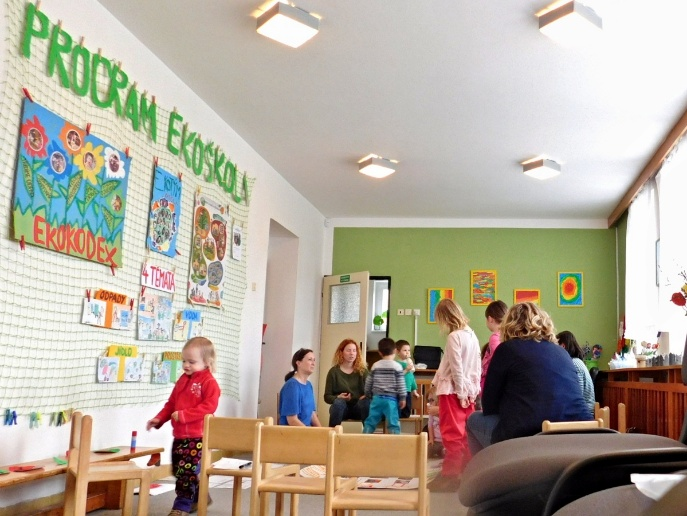 PROGRAM EKOŠKOLA
EKOKODEX
4 TÉMATA
ODPADY
VODA
JÍDLO